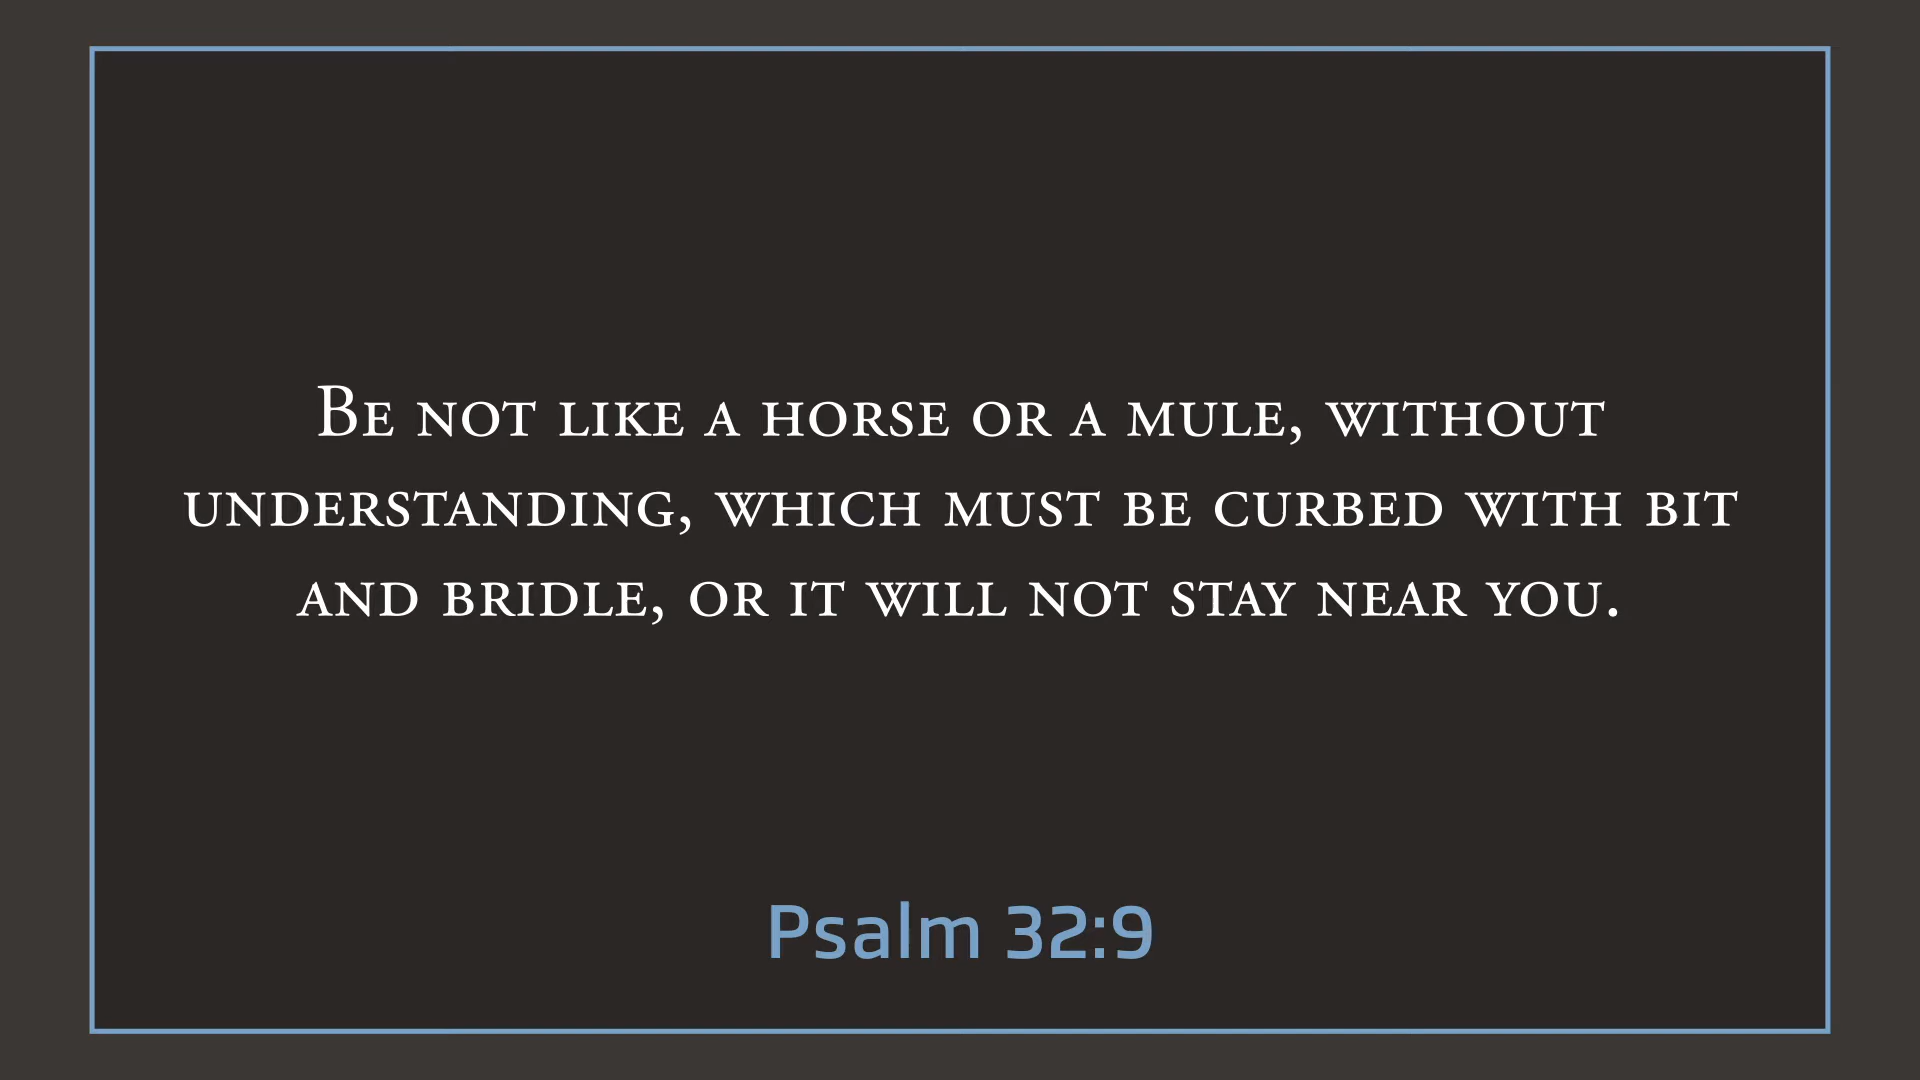 Be not like a horse or a mule, without
understanding, which must be curbed with bit
and bridle, or it will not stay near you.
Psalm 32:9